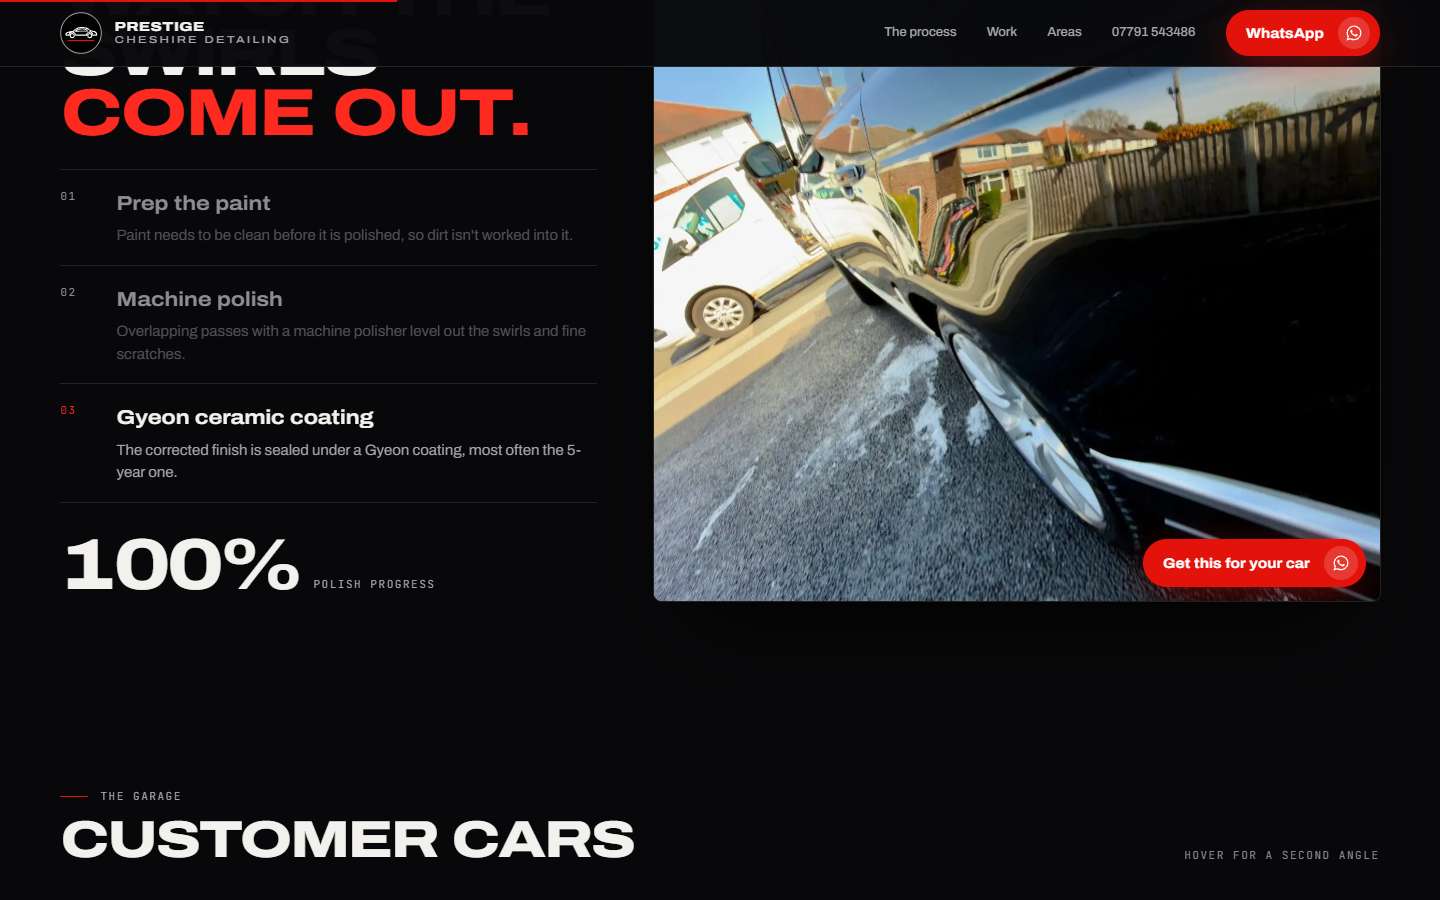 PRESTIGE
CHESHIRE DETAILING
The process
Work
Areas
07791 543486
WhatsApp
WATCH THE
SWIRLS
COME OUT.
01
Prep the paint
Paint needs to be clean before it is polished, so dirt isn't worked into it.
02
Machine polish
Overlapping passes with a machine polisher level out the swirls and fine
scratches.
03
Gyeon ceramic coating
The corrected finish is sealed under a Gyeon coating, most often the 5-
year one.
100%
POLISH PROGRESS
Get this for your car
THE GARAGE
CUSTOMER CARS
HOVER FOR A SECOND ANGLE